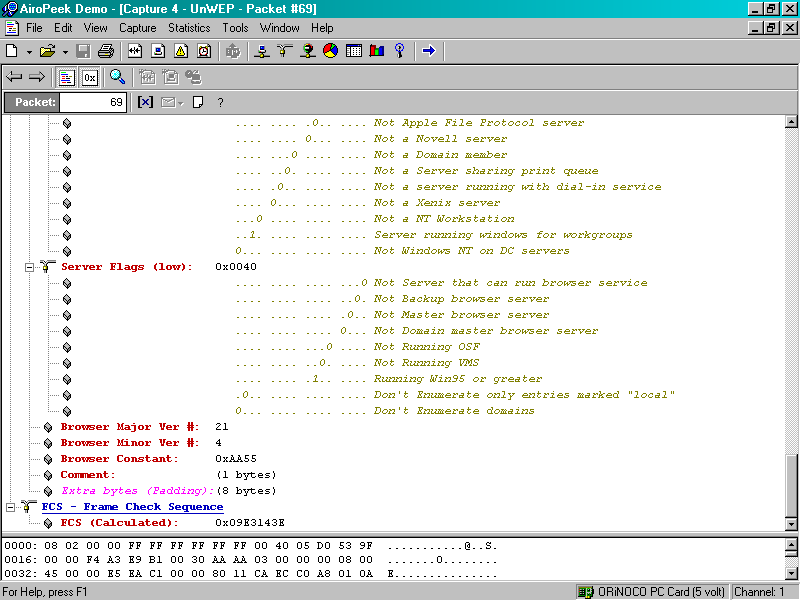 AiroPeek Demo - [Capture 4 - UnWEP - Packet #69]
File Edit View Capture Statistics Tools Window Help
0x
Packet: 69 [x] ?
.... .... .0.. .... Not Apple File Protocol server
.... .... 0... .... Not a Novell server
.... ...0 .... .... Not a Domain member
.... ..0. .... .... Not a Server sharing print queue
.... .0.. .... .... Not a server running with dial-in service
.... 0... .... .... Not a Xenix server
...0 .... .... .... Not a NT Workstation
..1. .... .... .... Server running windows for workgroups
0... .... .... .... Not Windows NT on DC servers
Server Flags (low): 0x0040
.... .... .... ...0 Not Server that can run browser service
.... .... .... ..0. Not Backup browser server
.... .... .... .0.. Not Master browser server
.... .... .... 0... Not Domain master browser server
.... .... ...0 .... Not Running OSF
.... .... ..0. .... Not Running VMS
.... .... .1.. .... Running Win95 or greater
.0.. .... .... .... Don't Enumerate only entries marked "local"
0... .... .... .... Don't Enumerate domains
Browser Major Ver #: 21
Browser Minor Ver #: 4
Browser Constant: 0xAA55
Comment: (1 bytes)
Extra bytes (Padding): (8 bytes)
FCS - Frame Check Sequence
FCS (Calculated): 0x09E3143E
0000: 08 02 00 00 FF FF FF FF FF FF 00 40 05 D0 53 9F ...........@..S.
0016: 00 00 F4 A3 E9 B1 00 30 AA AA 03 00 00 00 08 00 .......0........
0032: 45 00 00 E5 EA C1 00 00 80 11 CA EC C0 A8 01 0A E...............
For Help, press F1 ORiNOCO PC Card (5 volt) Channel: 1